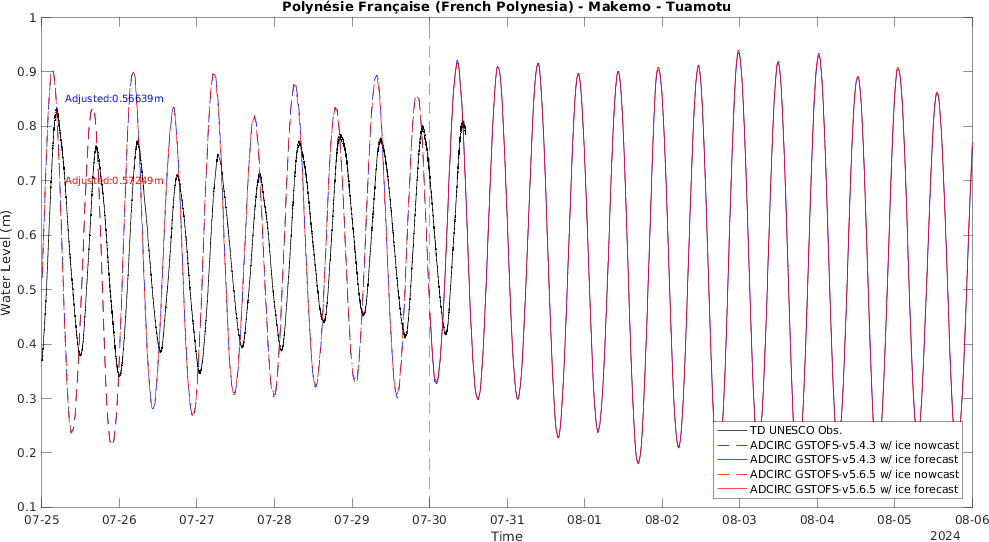 Polynésie Française (French Polynesia) - Makemo - Tuamotu
1
0.9
0.8
0.7
0.6
0.5
0.4
0.3
0.2
0.1
Water Level (m)
Adjusted:0.56639m
Adjusted:0.57249m
TD UNESCO Obs.
ADCIRC GSTOFS-v5.4.3 w/ ice nowcast
ADCIRC GSTOFS-v5.4.3 w/ ice forecast
ADCIRC GSTOFS-v5.6.5 w/ ice nowcast
ADCIRC GSTOFS-v5.6.5 w/ ice forecast
07-25 07-26 07-27 07-28 07-29 07-30 07-31 08-01 08-02 08-03 08-04 08-05 08-06
Time
2024